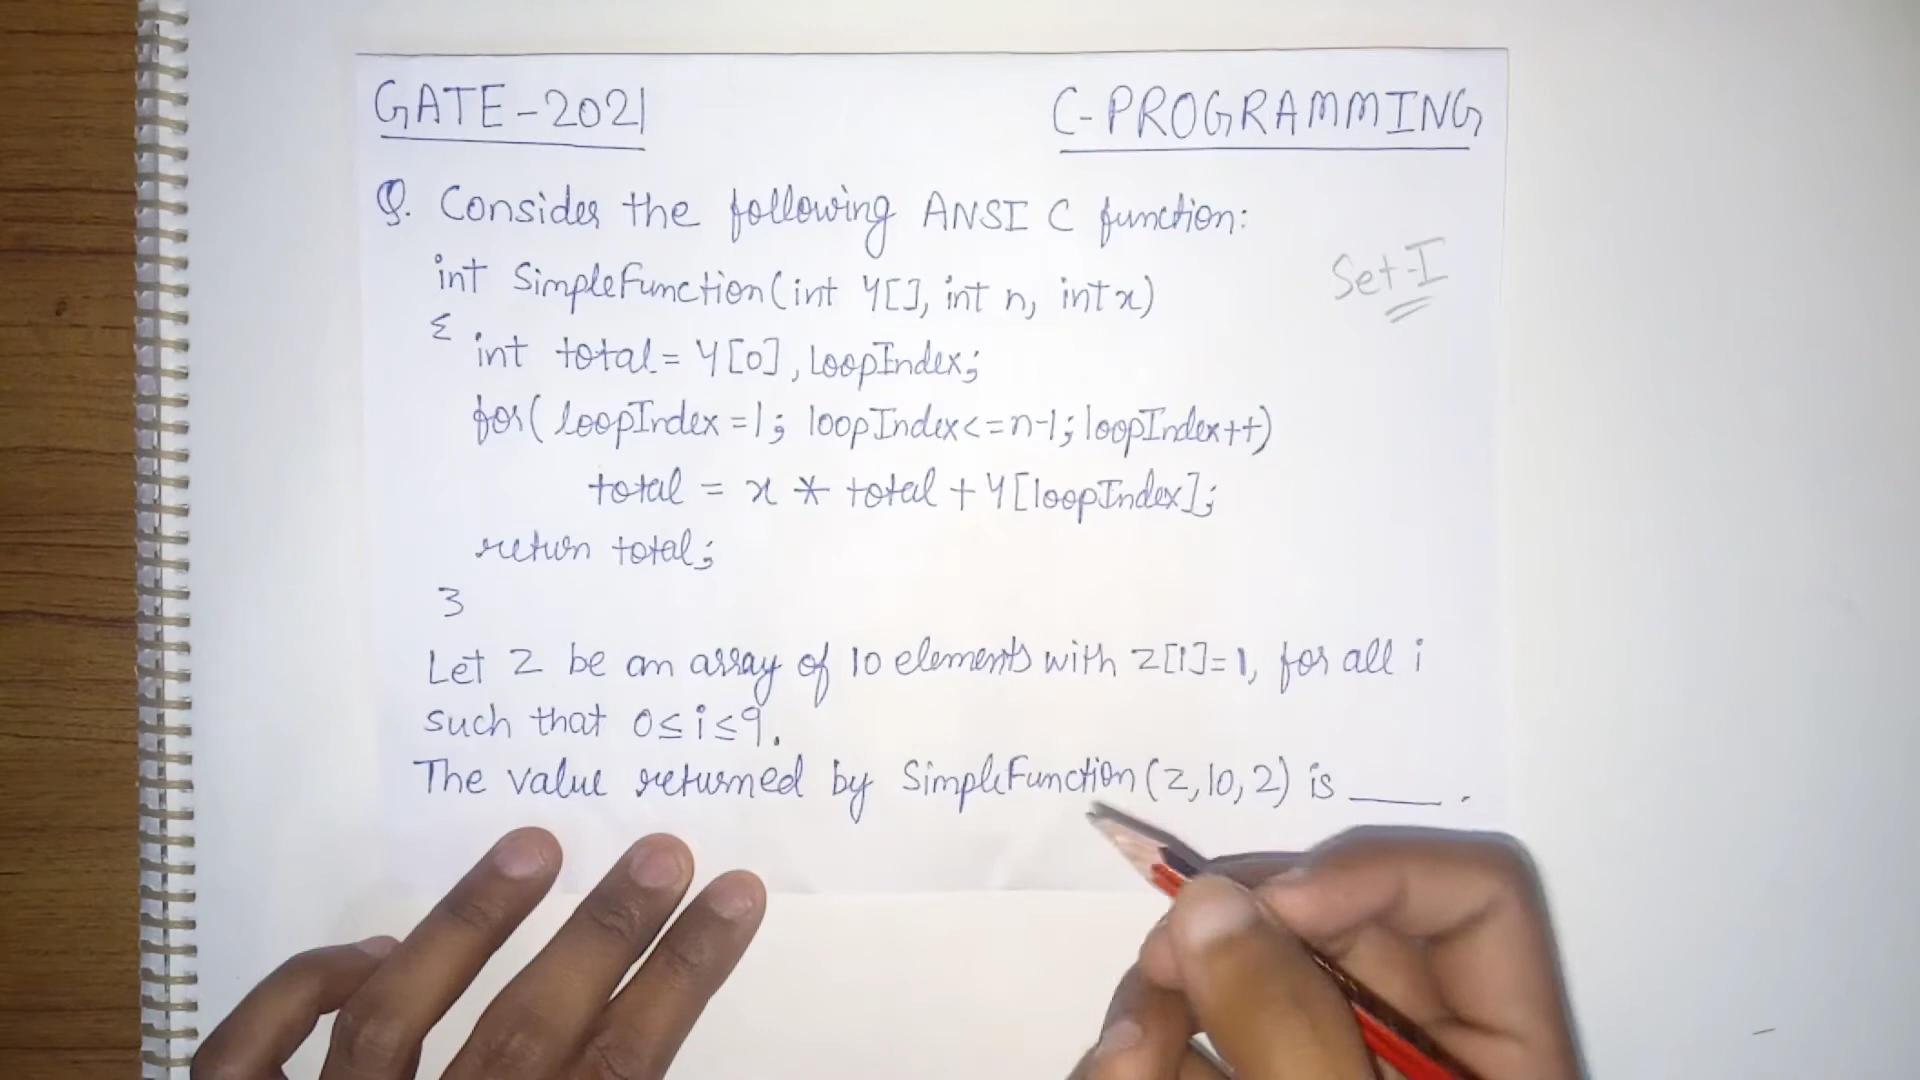 GATE-2021
C-PROGRAMMING
Q. Consider the following ANSI C function:
Set-I
int SimpleFunction(int Y[], int n, int x)
{
int total = Y[0], loopIndex;
for( loopIndex =1; loopIndex<=n-1; loopIndex++)
total = x * total + Y[loopIndex];
return total;
}
Let Z be an array of 10 elements with Z[1]=1, for all i
such that 0≤i≤9.
The value returned by SimpleFunction(Z,10,2) is ____ .